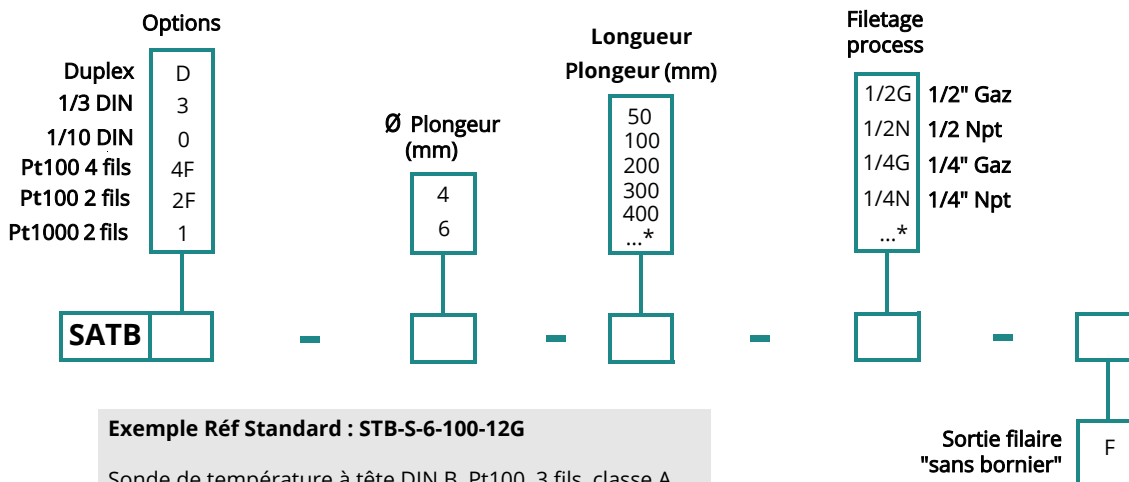 Options
Duplex D
1/3 DIN 3
1/10 DIN 0
Pt100 4 fils 4F
Pt100 2 fils 2F
Pt1000 2 fils 1
Ø Plongeur
(mm)
4
6
Longueur
Plongeur (mm)
50
100
200
300
400
...*
Filetage
process
1/2G 1/2" Gaz
1/2N 1/2 Npt
1/4G 1/4" Gaz
1/4N 1/4" Npt
...*
SATB - - - -
Sortie filaire
"sans bornier" F
Exemple Réf Standard : STB-S-6-100-12G
Sonde de température à tête DIN B, Pt100, 3 fils, classe A